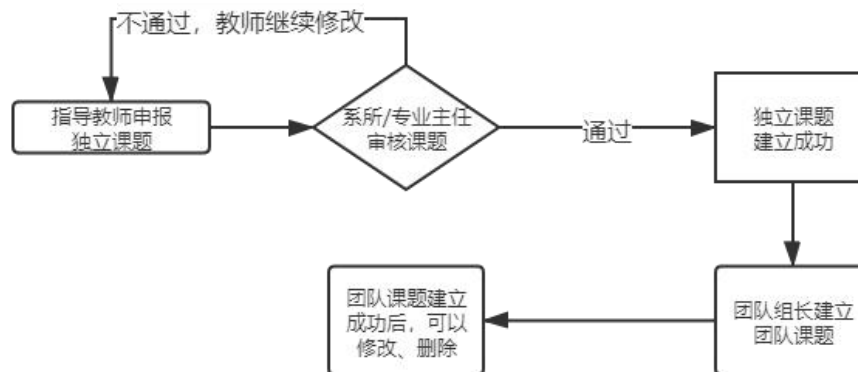 不通过，教师继续修改
指导教师申报
独立课题
系所/专业主任
审核课题
通过
独立课题
建立成功
团队课题建立
成功后，可以
修改、删除
团队组长建立
团队课题